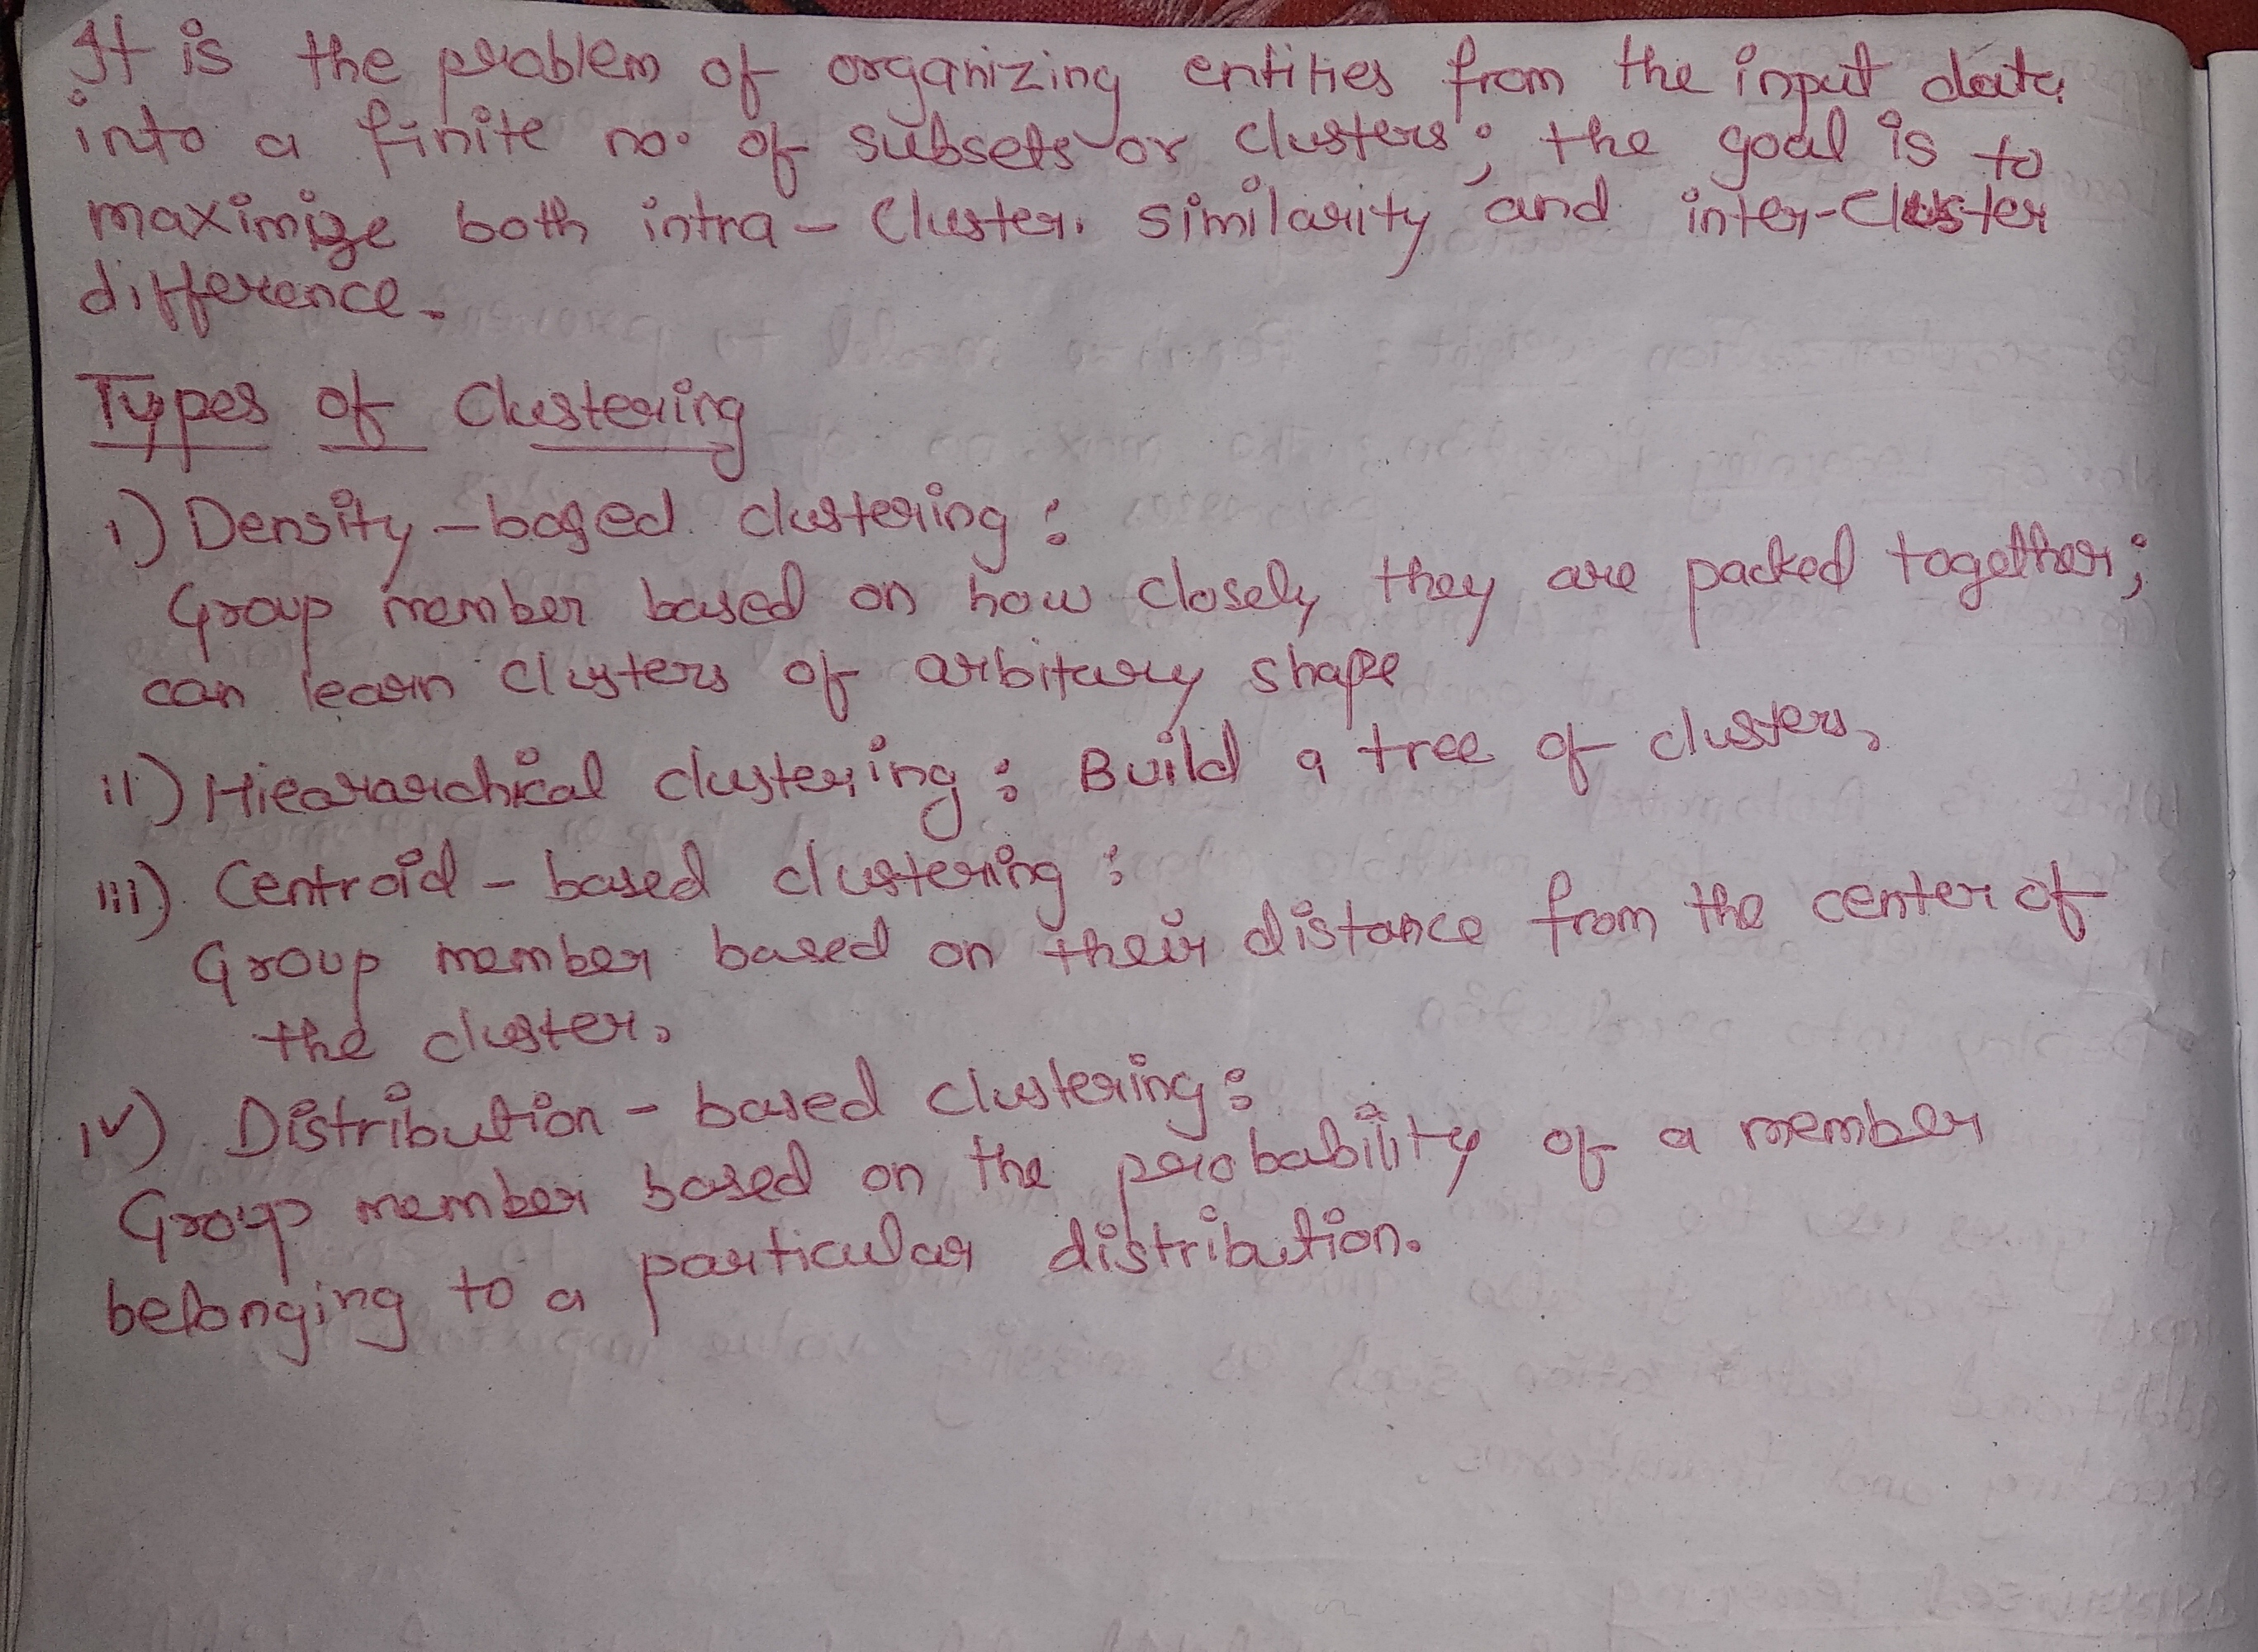 It is the problem of organizing entities from the input data
into a finite no. of subsets or clusters; the goal is to
maximize both intra-cluster similarity and inter-cluster
difference.
Types of Clustering
i) Density-based clustering:
Group member based on how closely they are packed together;
can learn clusters of arbitary shape
ii) Hieararchical clustering: Build a tree of clusters.
iii) Centroid-based clustering:
Group member based on their distance from the center of
the cluster.
iv) Distribution-based clustering:
Group member based on the probability of a member
belonging to a particular distribution.